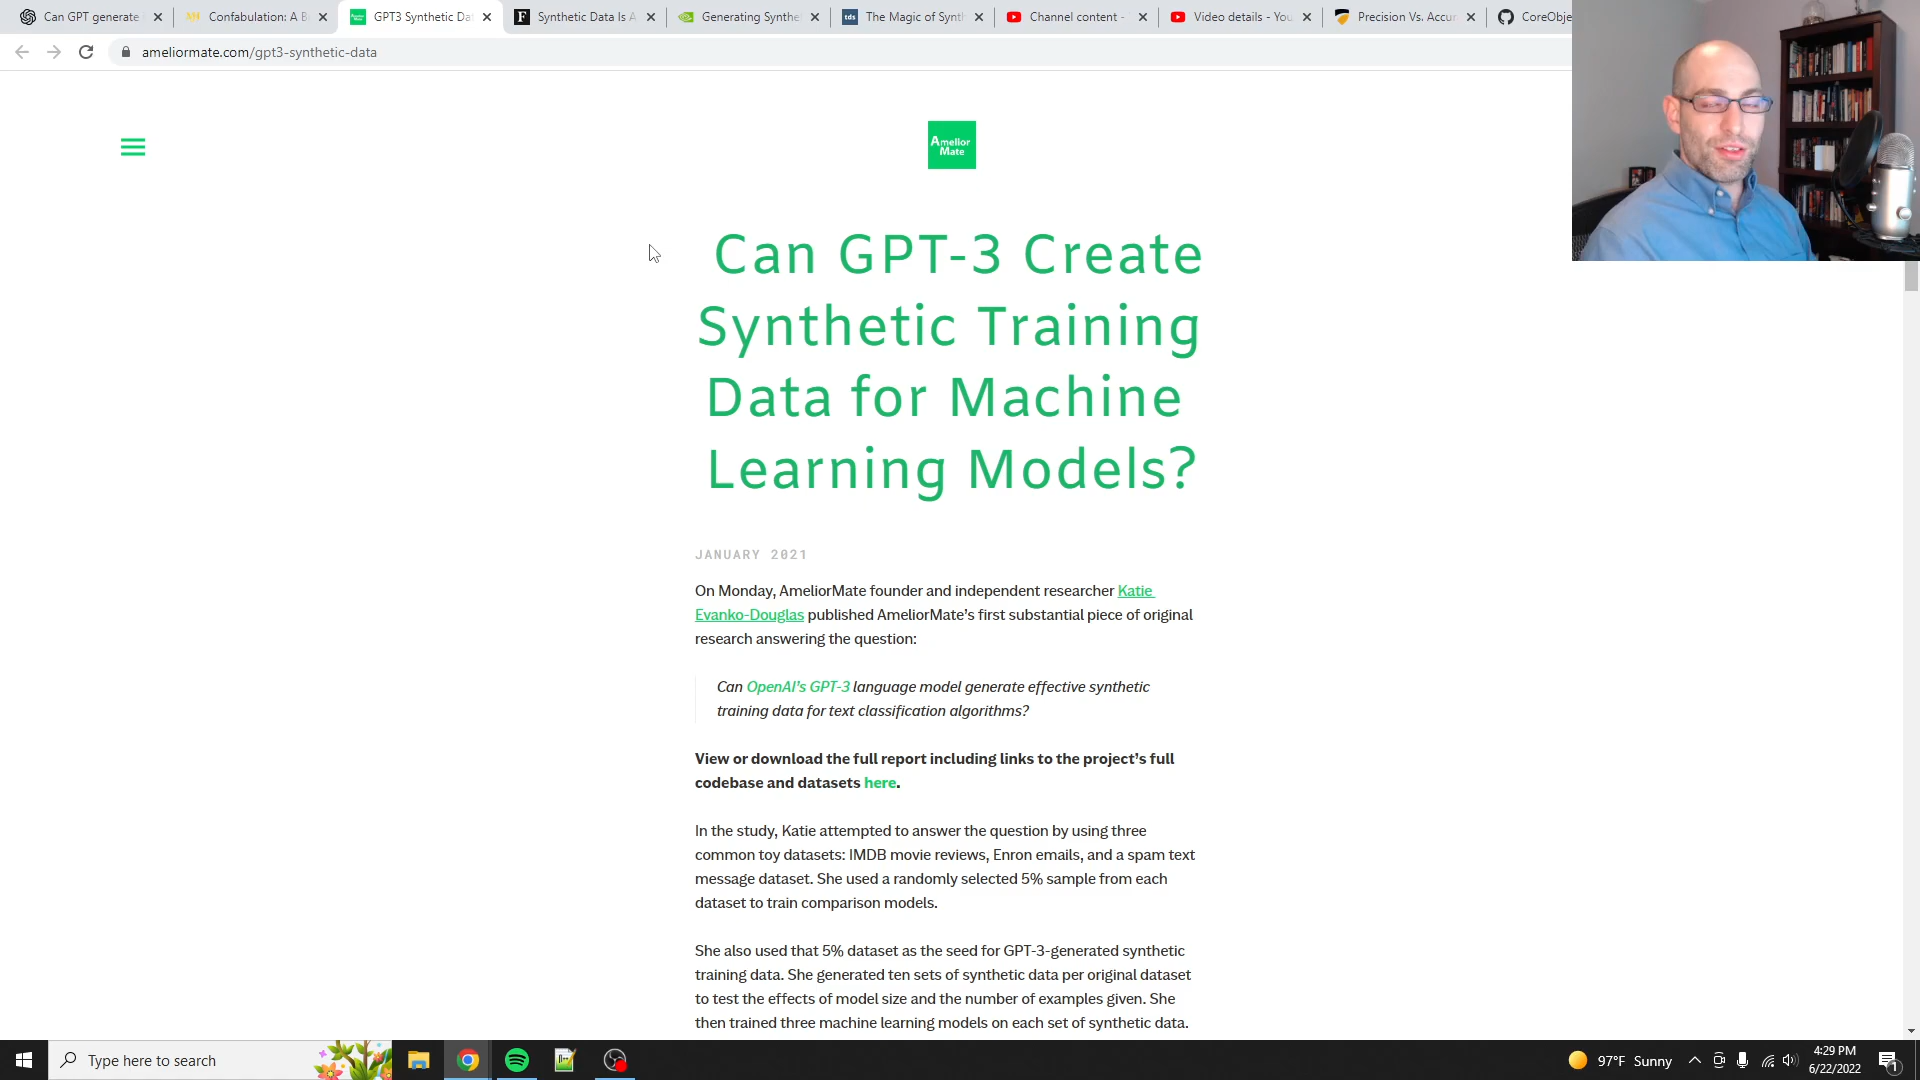 Can GPT generate
Confabulation: A B
GPT3 Synthetic Da
Synthetic Data Is A
Generating Synthe
The Magic of Synt
Channel content -
Video details - You
Precision Vs. Accur
CoreObje
ameliormate.com/gpt3-synthetic-data
Amelior
Mate
Can GPT-3 Create
Synthetic Training
Data for Machine
Learning Models?
JANUARY 2021
On Monday, AmeliorMate founder and independent researcher Katie
Evanko-Douglas published AmeliorMate’s first substantial piece of original
research answering the question:
Can OpenAI’s GPT-3 language model generate effective synthetic
training data for text classification algorithms?
View or download the full report including links to the project’s full
codebase and datasets here.
In the study, Katie attempted to answer the question by using three
common toy datasets: IMDB movie reviews, Enron emails, and a spam text
message dataset. She used a randomly selected 5% sample from each
dataset to train comparison models.
She also used that 5% dataset as the seed for GPT-3-generated synthetic
training data. She generated ten sets of synthetic data per original dataset
to test the effects of model size and the number of examples given. She
then trained three machine learning models on each set of synthetic data.
Type here to search
97°F Sunny
4:29 PM
6/22/2022
1